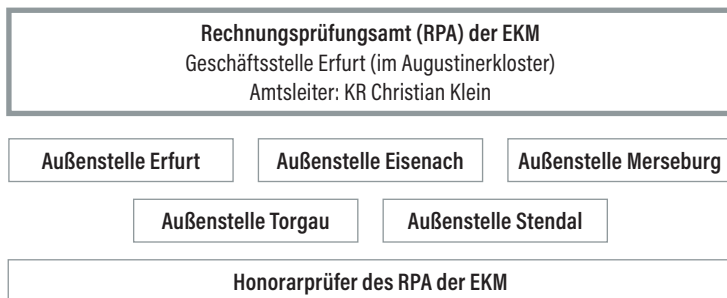 Rechnungsprüfungsamt (RPA) der EKM
Geschäftsstelle Erfurt (im Augustinerkloster)
Amtsleiter: KR Christian Klein
Außenstelle Erfurt
Außenstelle Eisenach
Außenstelle Merseburg
Außenstelle Torgau
Außenstelle Stendal
Honorarprüfer des RPA der EKM